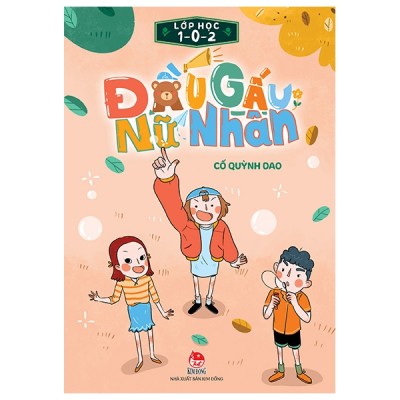 LỚP HỌC
1-0-2
ĐẦU GẤU
NỮ NHÂN
CỐ QUỲNH DAO
KIM ĐỒNG
NHÀ XUẤT BẢN KIM ĐỒNG